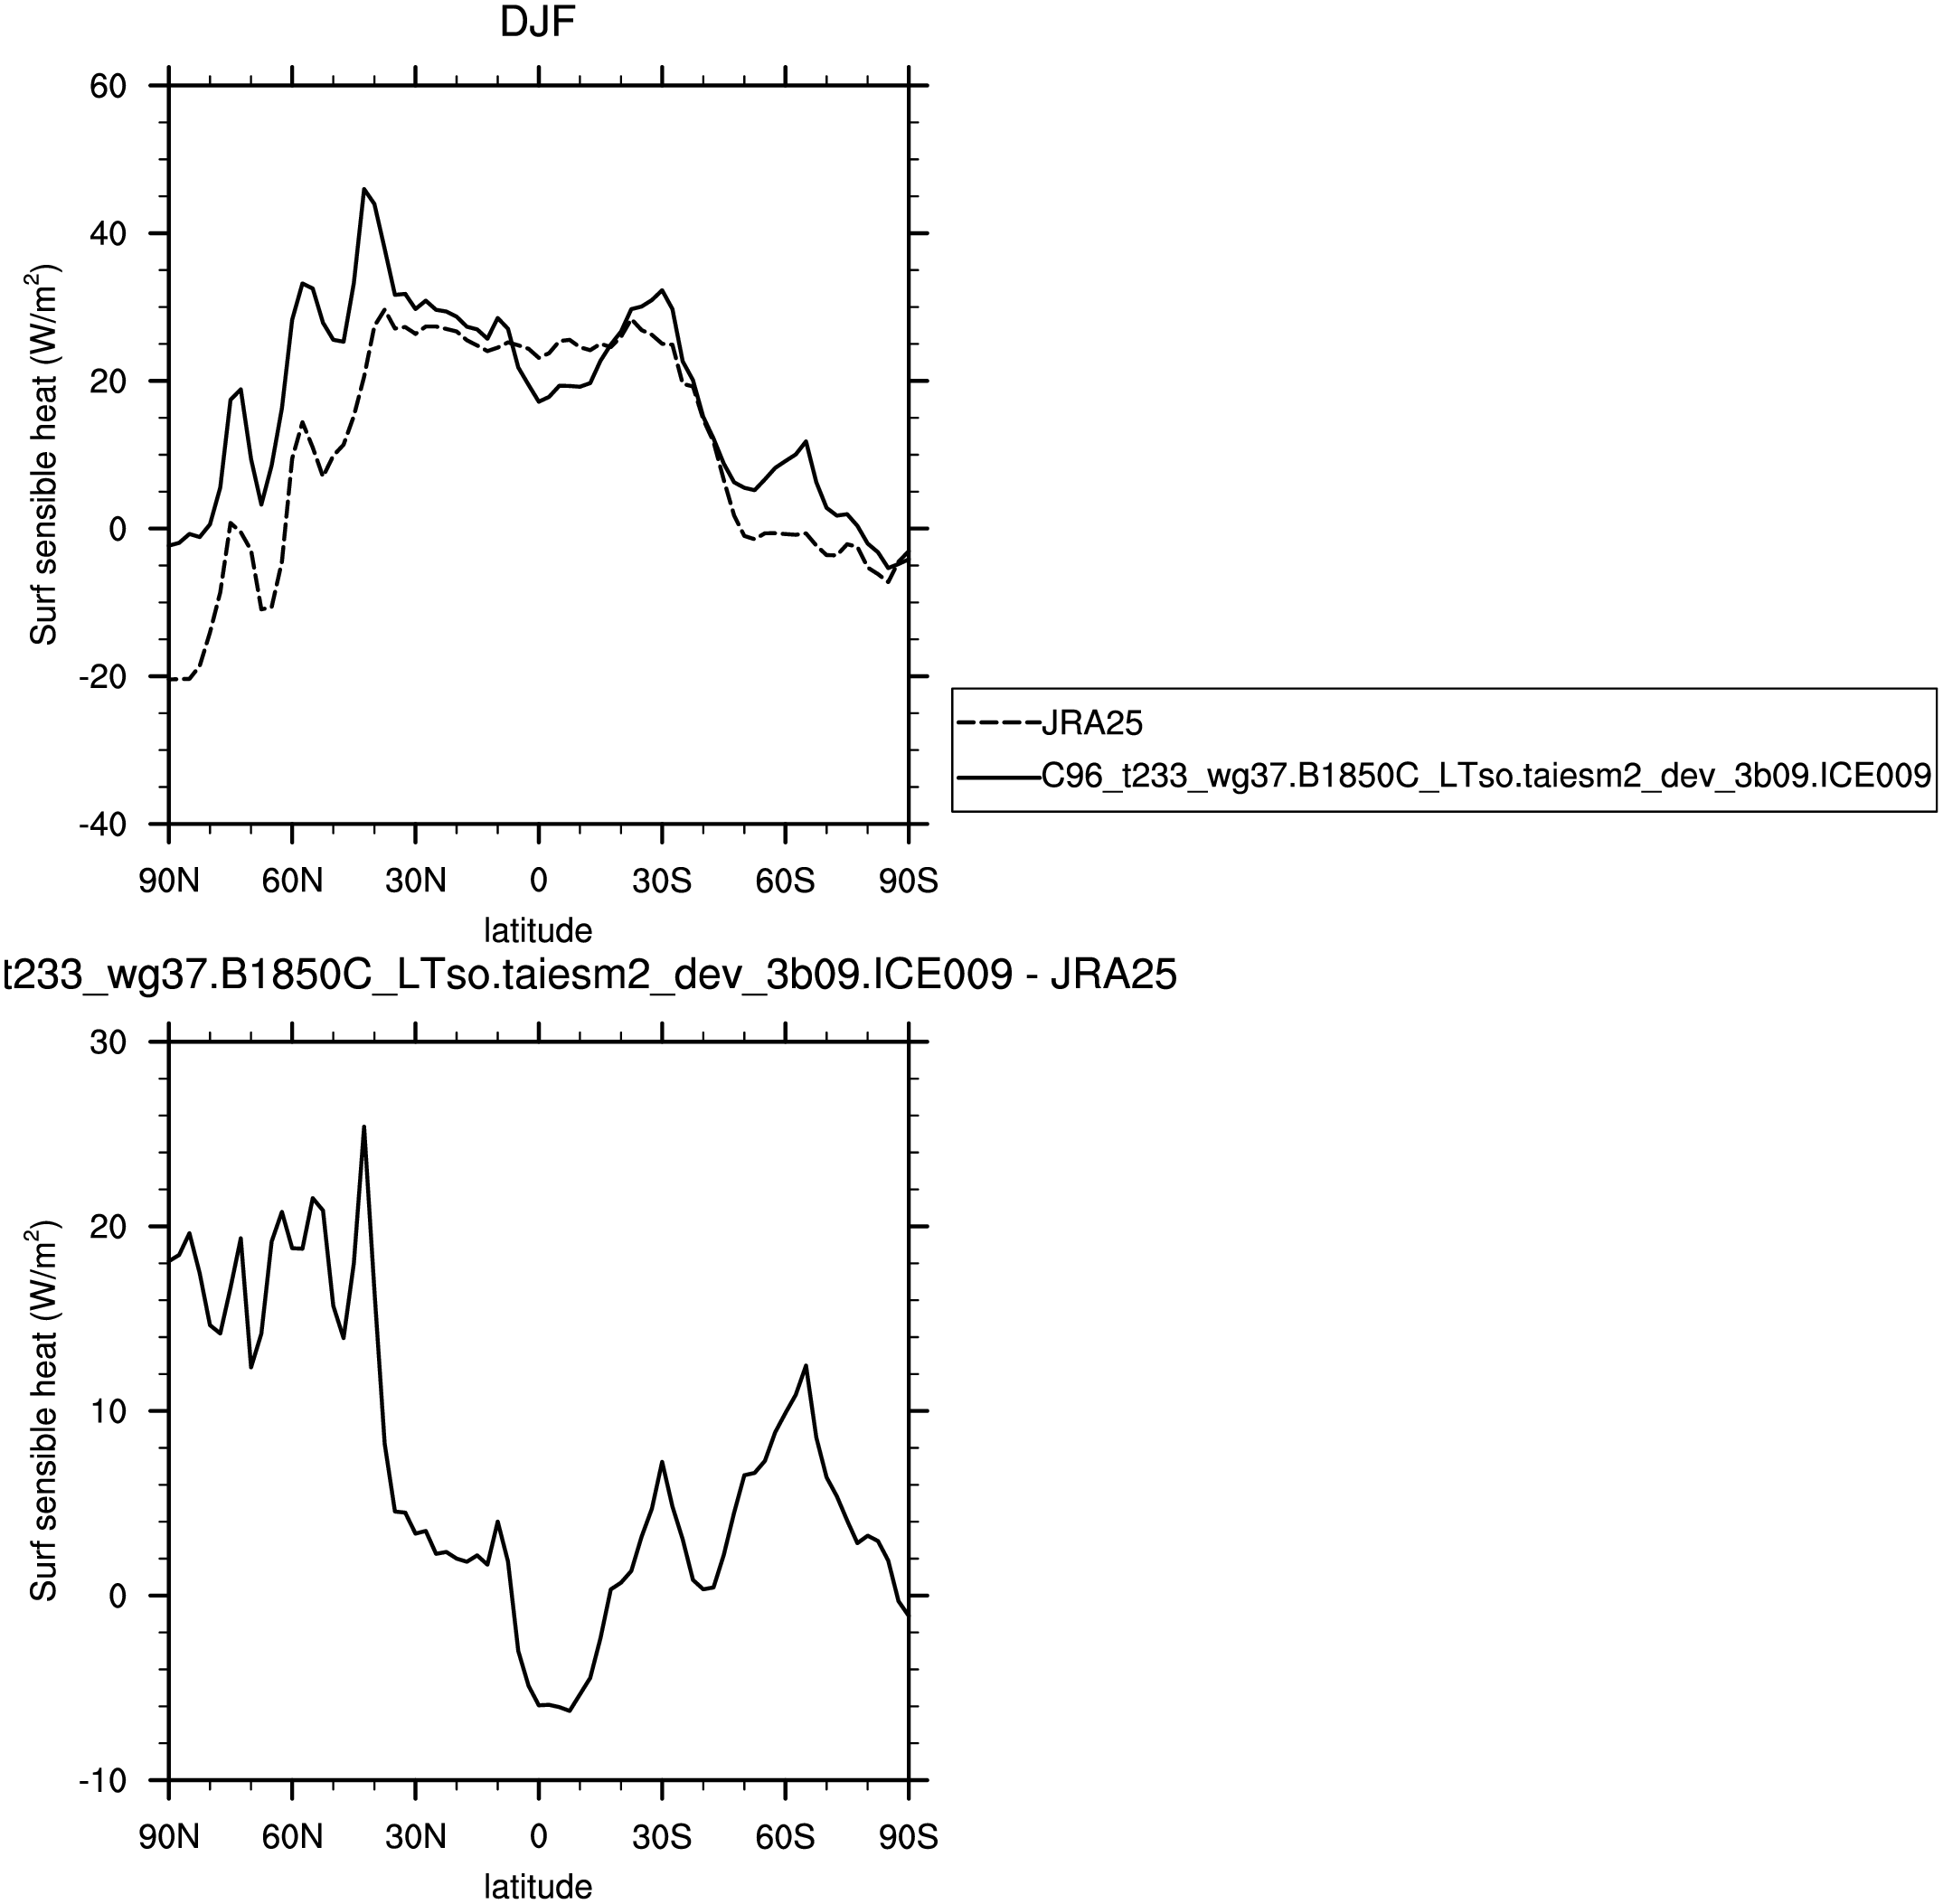 DJF
60
40
20
0
-20
-40
Surf sensible heat (W/m²)
90N 60N 30N 0 30S 60S 90S
latitude
JRA25
C96_t233_wg37.B1850C_LTso.taiesm2_dev_3b09.ICE009
t233_wg37.B1850C_LTso.taiesm2_dev_3b09.ICE009 - JRA25
30
20
10
0
-10
Surf sensible heat (W/m²)
90N 60N 30N 0 30S 60S 90S
latitude